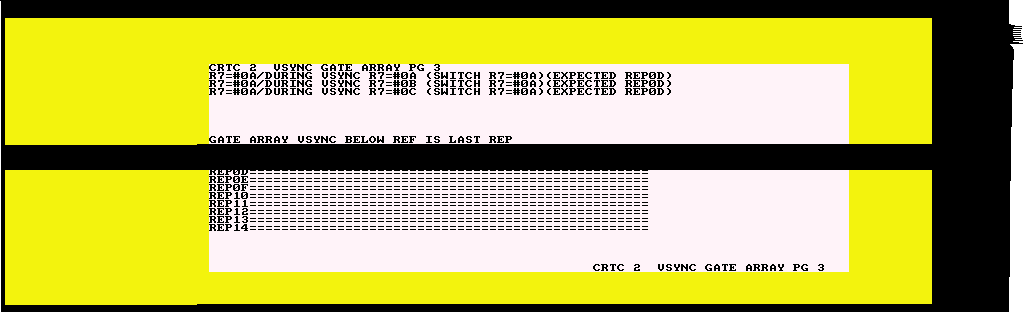 CRTC 2  VSYNC GATE ARRAY PG 3
R7=#0A/DURING VSYNC R7=#0A (SWITCH R7=#0A)(EXPECTED REP0D)
R7=#0A/DURING VSYNC R7=#0B (SWITCH R7=#0A)(EXPECTED REP0D)
R7=#0A/DURING VSYNC R7=#0C (SWITCH R7=#0A)(EXPECTED REP0D)
GATE ARRAY VSYNC BELOW REF IS LAST REP
REP0D=================================================
REP0E=================================================
REP0F=================================================
REP10=================================================
REP11=================================================
REP12=================================================
REP13=================================================
REP14=================================================
CRTC 2  VSYNC GATE ARRAY PG 3